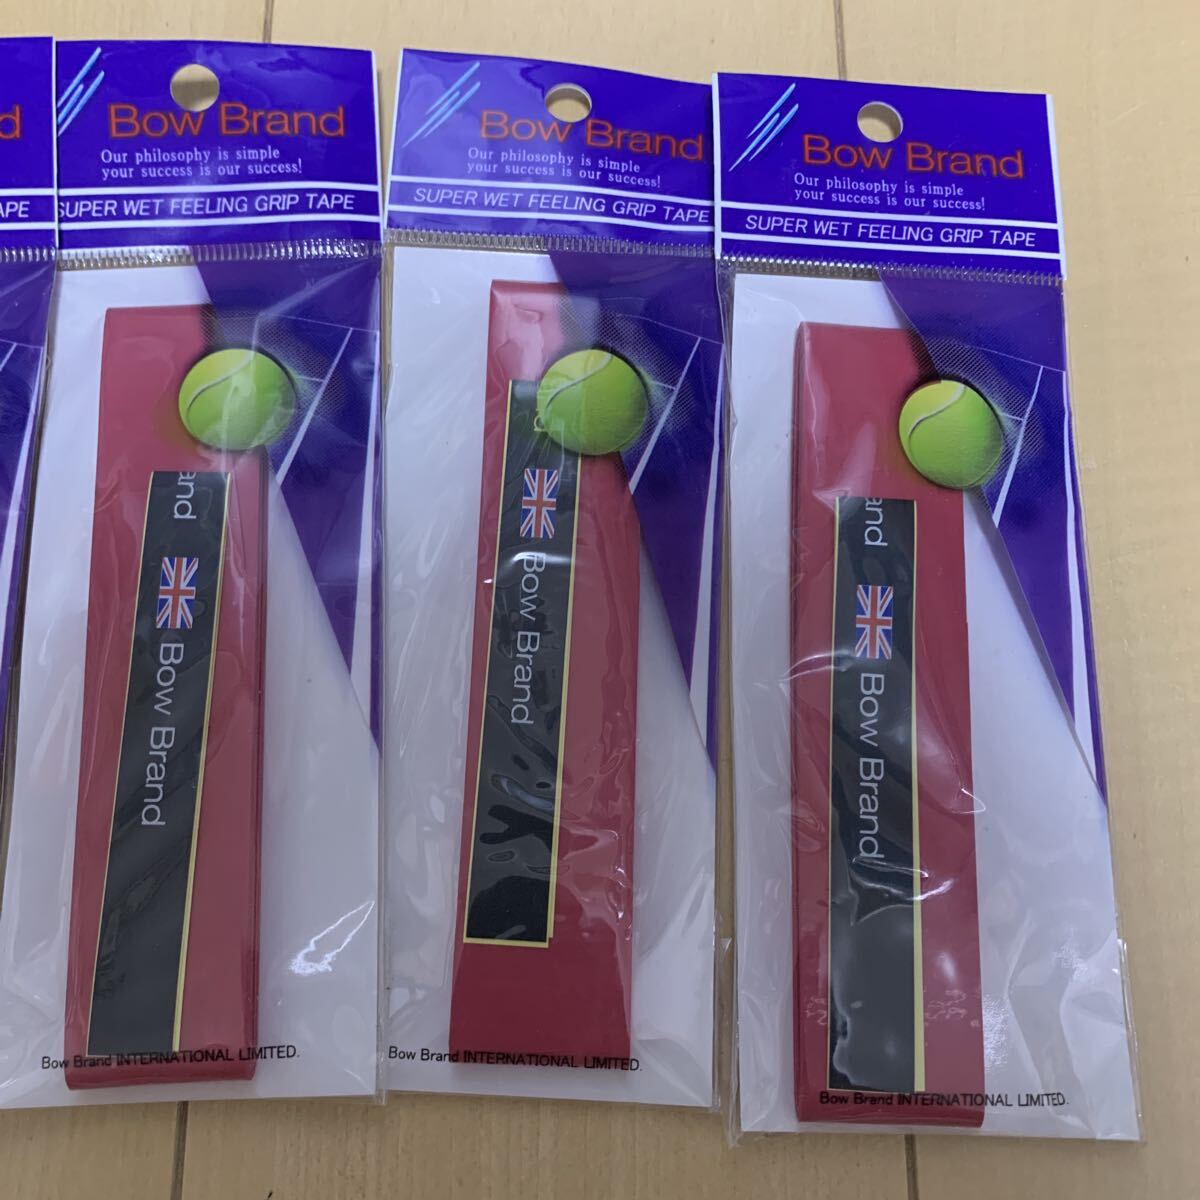 d
APE
Bow Brand
Our philosophy is simple
your success is our success!
SUPER WET FEELING GRIP TAPE
and
Bow Brand
Bow Brand INTERNATIONAL LIMITED.
Bow Brand
Our philosophy is simple
your success is our success!
SUPER WET FEELING GRIP TAPE
Bow Brand
Bow Brand INTERNATIONAL LIMITED.
Bow Brand
Our philosophy is simple
your success is our success!
SUPER WET FEELING GRIP TAPE
and
Bow Brand
Bow Brand INTERNATIONAL LIMITED.